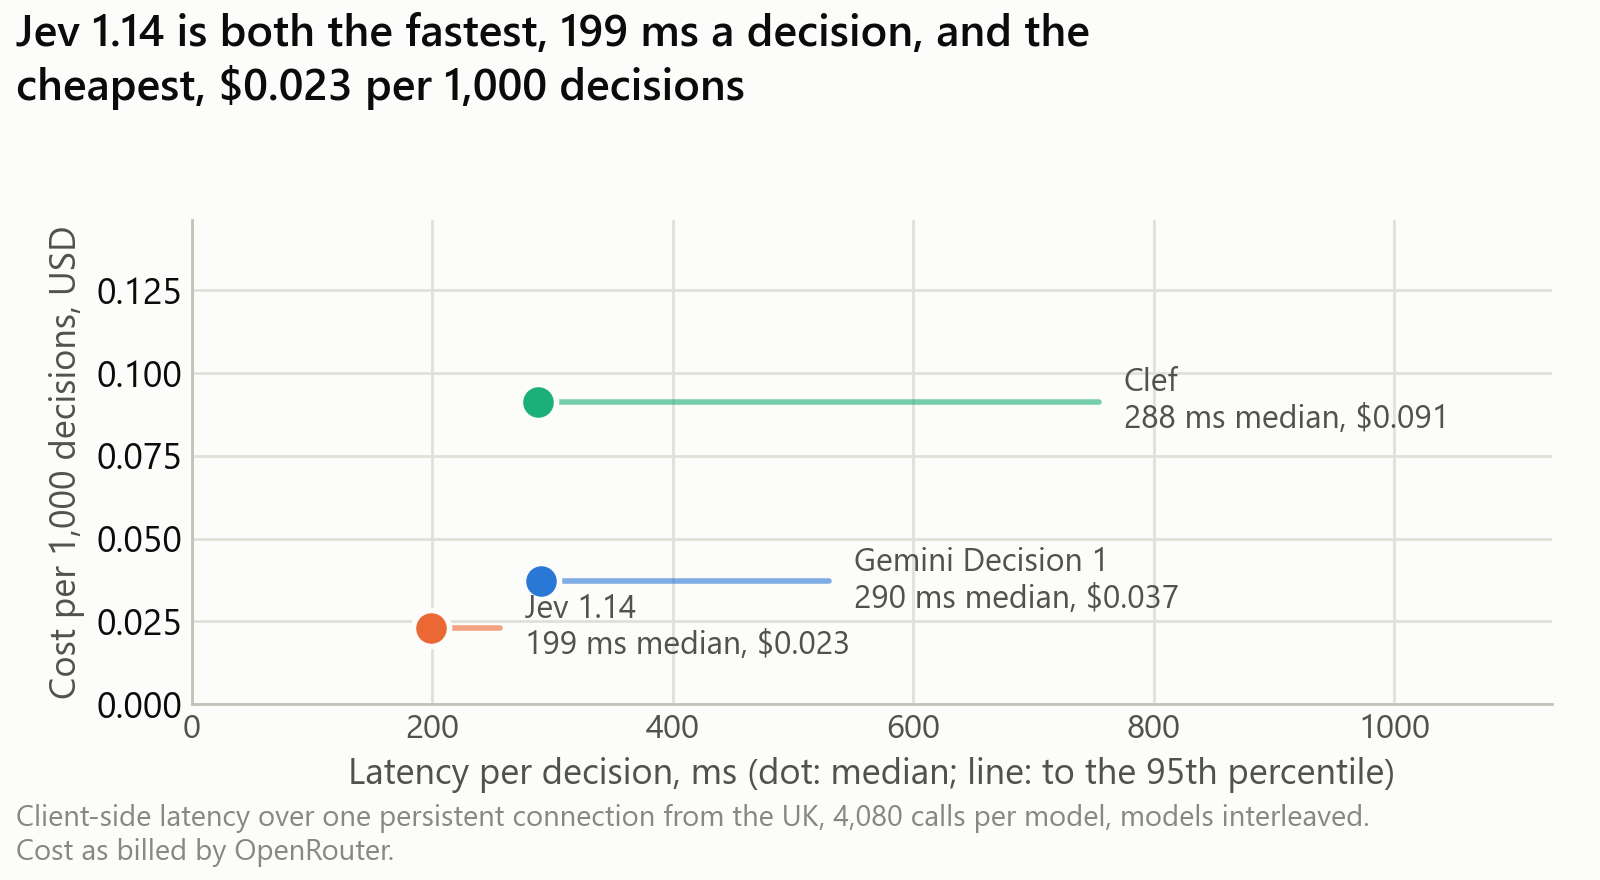 Jev 1.14 is both the fastest, 199 ms a decision, and the
cheapest, $0.023 per 1,000 decisions
Cost per 1,000 decisions, USD
0.125
0.100
0.075
0.050
0.025
0.000
Clef
288 ms median, $0.091
Gemini Decision 1
290 ms median, $0.037
Jev 1.14
199 ms median, $0.023
0 200 400 600 800 1000
Latency per decision, ms (dot: median; line: to the 95th percentile)
Client-side latency over one persistent connection from the UK, 4,080 calls per model, models interleaved.
Cost as billed by OpenRouter.